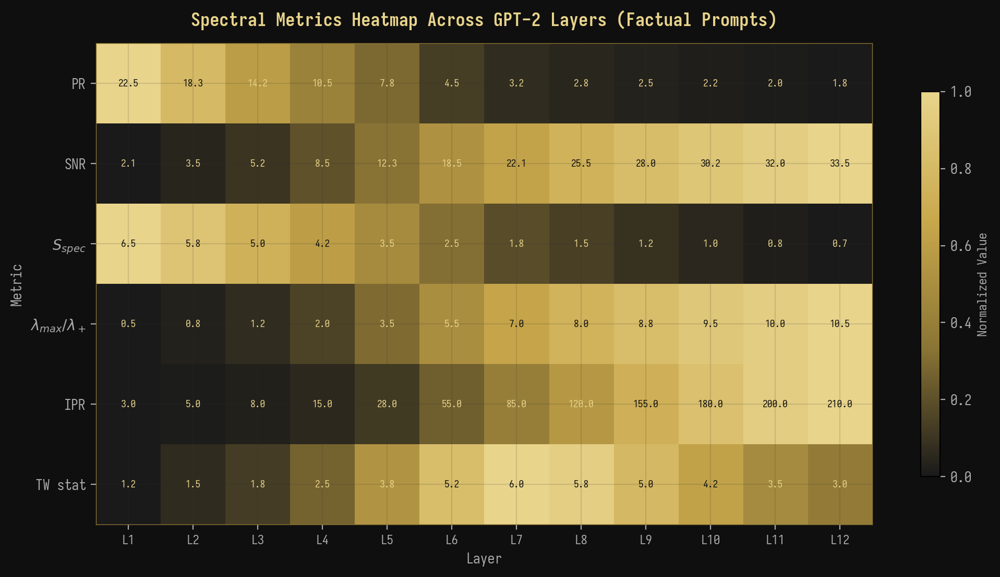 Spectral Metrics Heatmap Across GPT-2 Layers (Factual Prompts)
PR 22.5 18.3 14.2 10.5 7.8 4.5 3.2 2.8 2.5 2.2 2.0 1.8
SNR 2.1 3.5 5.2 8.5 12.3 18.5 22.1 25.5 28.0 30.2 32.0 33.5
S_spec 6.5 5.8 5.0 4.2 3.5 2.5 1.8 1.5 1.2 1.0 0.8 0.7
λ_max/λ_+ 0.5 0.8 1.2 2.0 3.5 5.5 7.0 8.0 8.8 9.5 10.0 10.5
IPR 3.0 5.0 8.0 15.0 28.0 55.0 85.0 120.0 155.0 180.0 200.0 210.0
TW stat 1.2 1.5 1.8 2.5 3.8 5.2 6.0 5.8 5.0 4.2 3.5 3.0
L1 L2 L3 L4 L5 L6 L7 L8 L9 L10 L11 L12
Layer
Metric
1.0
0.8
0.6
0.4
0.2
0.0
Normalized Value